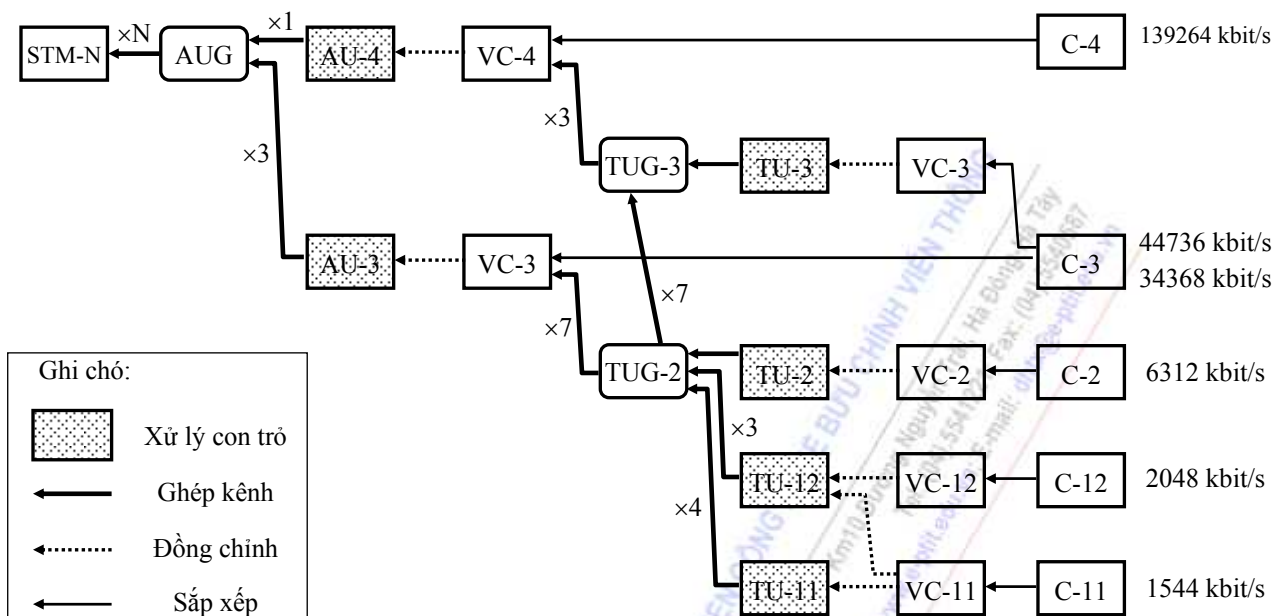 ×N
×1
STM-N
AUG
AU-4
VC-4
C-4
139264 kbit/s
×3
×3
TUG-3
TU-3
VC-3
AU-3
VC-3
C-3
44736 kbit/s
34368 kbit/s
×7
×7
TUG-2
TU-2
VC-2
C-2
6312 kbit/s
×3
TU-12
VC-12
C-12
2048 kbit/s
×4
TU-11
VC-11
C-11
1544 kbit/s
Ghi chó:
Xử lý con trỏ
Ghép kênh
Đồng chỉnh
Sắp xếp